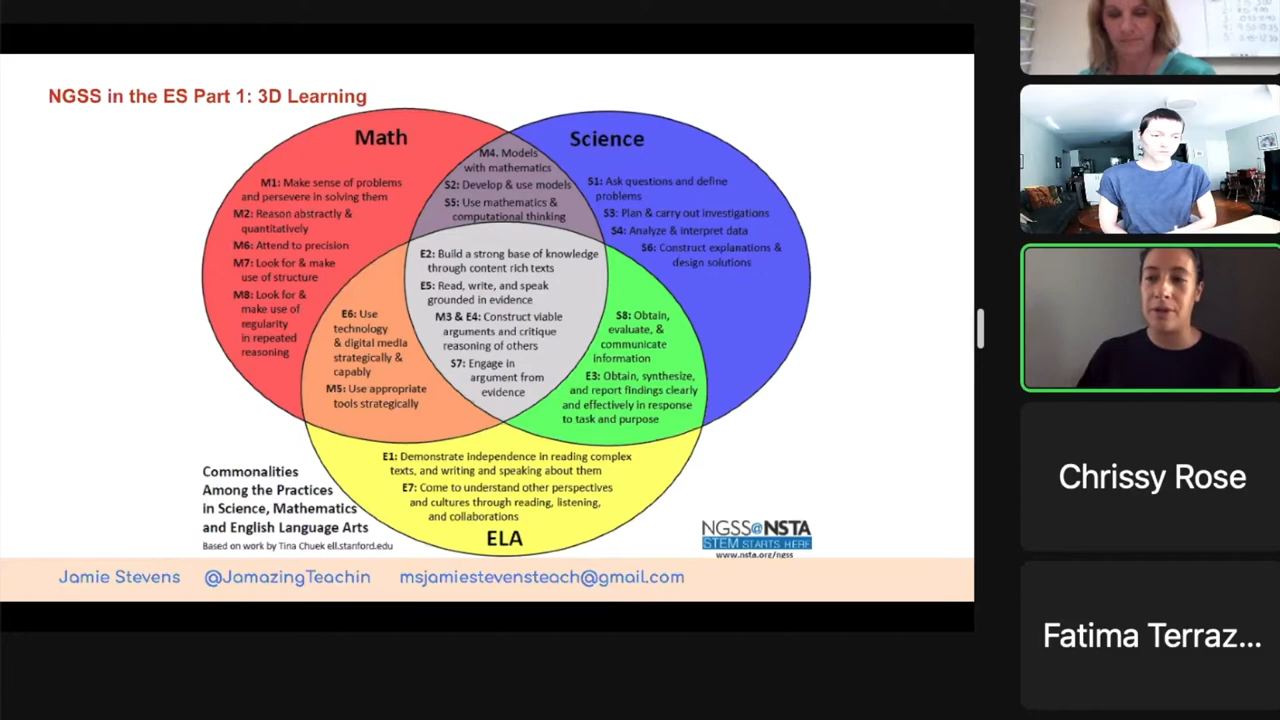 NGSS in the ES Part 1: 3D Learning
Math
M1: Make sense of problems
and persevere in solving them
M2: Reason abstractly &
quantitatively
M6: Attend to precision
M7: Look for & make
use of structure
M8: Look for &
make use of
regularity
in repeated
reasoning
M4. Models
with mathematics
S2: Develop & use models
S5: Use mathematics &
computational thinking
Science
S1: Ask questions and define
problems
S3: Plan & carry out investigations
S4: Analyze & interpret data
S6: Construct explanations &
design solutions
E2: Build a strong base of knowledge
through content rich texts
E5: Read, write, and speak
grounded in evidence
M3 & E4: Construct viable
arguments and critique
reasoning of others
S7: Engage in
argument from
evidence
E6: Use
technology
& digital media
strategically &
capably
M5: Use appropriate
tools strategically
S8: Obtain,
evaluate, &
communicate
information
E3: Obtain, synthesize,
and report findings clearly
and effectively in response
to task and purpose
E1: Demonstrate independence in reading complex
texts, and writing and speaking about them
E7: Come to understand other perspectives
and cultures through reading, listening,
and collaborations
ELA
Commonalities
Among the Practices
in Science, Mathematics
and English Language Arts
Based on work by Tina Chuek ell.stanford.edu
NGSS@NSTA
STEM STARTS HERE
www.nsta.org/ngss
Jamie Stevens @JamazingTeachin msjamiestevensteach@gmail.com
Chrissy Rose
Fatima Terraz...